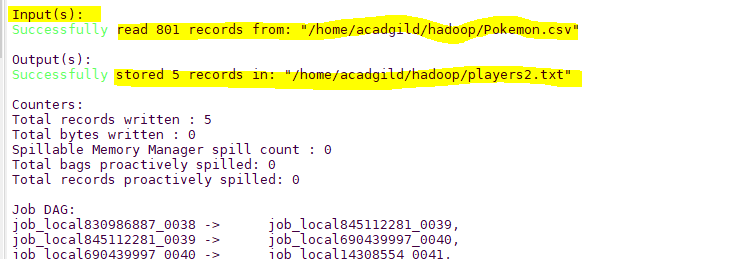 Input(s):
Successfully read 801 records from: "/home/acadgild/hadoop/Pokemon.csv"
Output(s):
Successfully stored 5 records in: "/home/acadgild/hadoop/players2.txt"
Counters:
Total records written : 5
Total bytes written : 0
Spillable Memory Manager spill count : 0
Total bags proactively spilled: 0
Total records proactively spilled: 0
Job DAG:
job_local830986887_0038 -> job_local845112281_0039,
job_local845112281_0039 -> job_local690439997_0040,
job_local690439997_0040 -> job_local14308554_0041,